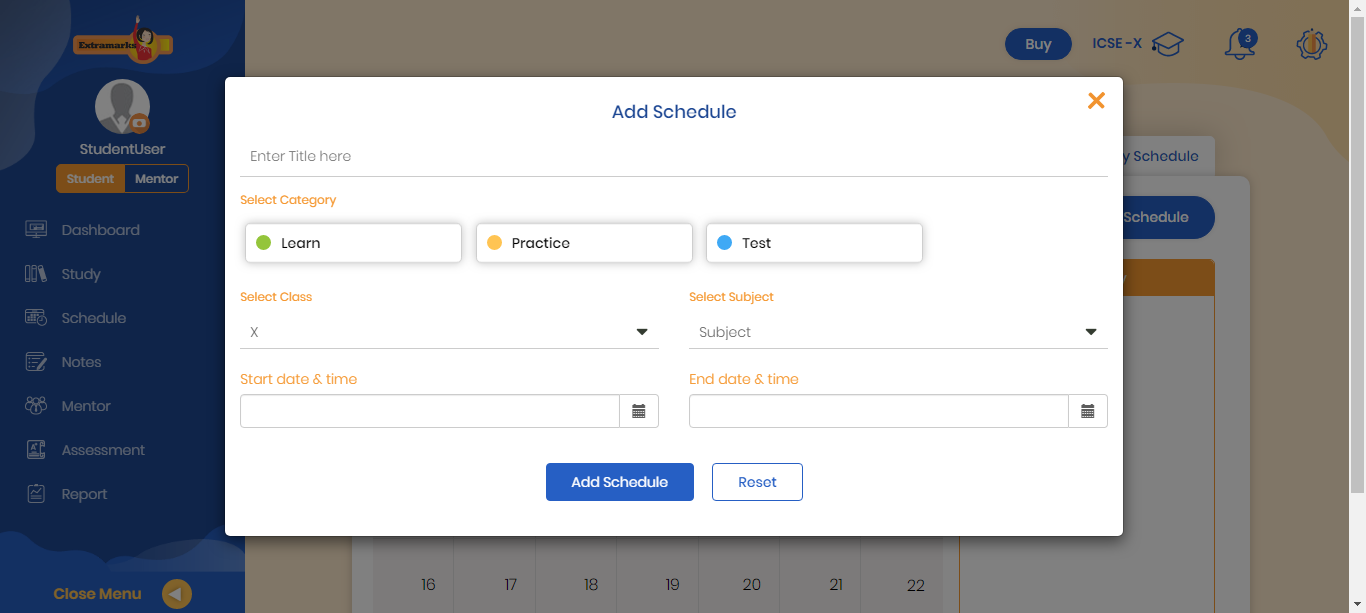 Extramarks
StudentUser
Student Mentor
Dashboard
Study
Schedule
Notes
Mentor
Assessment
Report
Close Menu
Buy
ICSE -X
3
Add Schedule
Enter Title here
Select Category
Learn Practice Test
Select Class Select Subject
X Subject
Start date & time End date & time
Add Schedule Reset
y Schedule
Schedule
16 17 18 19 20 21 22